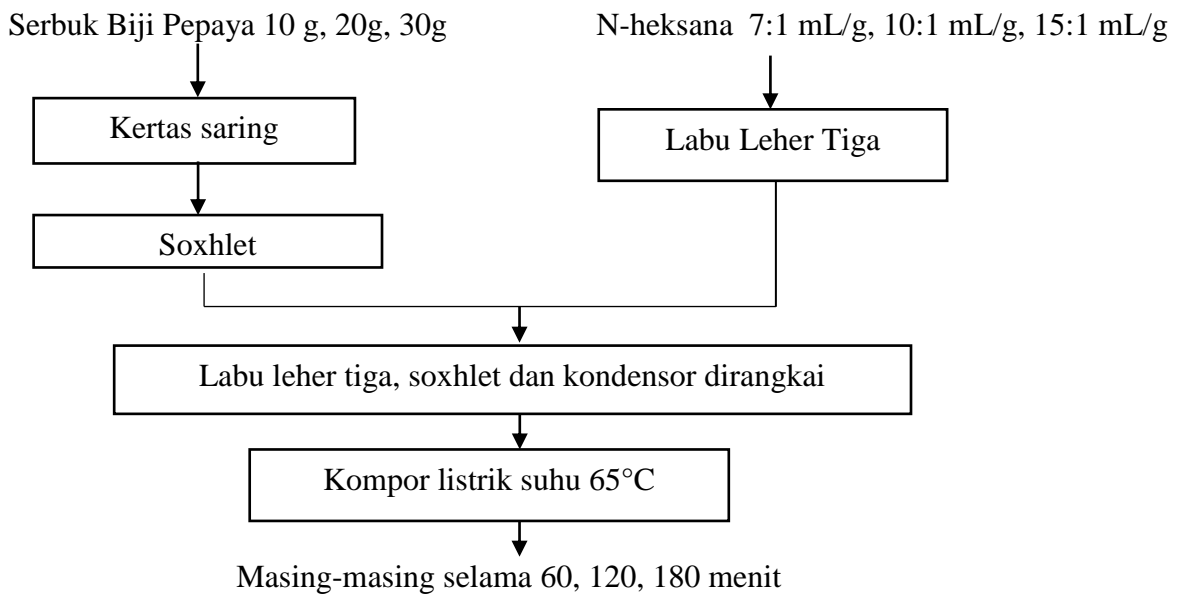 Serbuk Biji Pepaya 10 g, 20g, 30g
N-heksana 7:1 mL/g, 10:1 mL/g, 15:1 mL/g
Kertas saring
Labu Leher Tiga
Soxhlet
Labu leher tiga, soxhlet dan kondensor dirangkai
Kompor listrik suhu 65°C
Masing-masing selama 60, 120, 180 menit